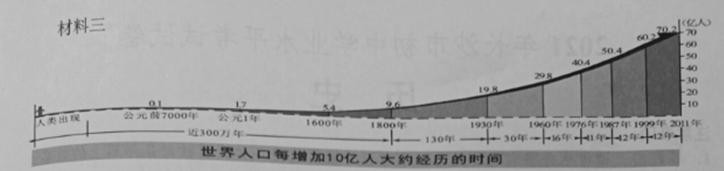 材料三
(亿人)
70.2 70
60.2 60
50.4 50
40.4 40
29.8 30
19.8 20
9.6 10
5.4
1.7
0.1
人类出现 公元前7000年 公元1年 1600年 1800年 1930年 1960年 1976年 1987年 1999年 2011年
近300万年 130年 30年 16年 11年 12年 12年
世界人口每增加10亿人大约经历的时间